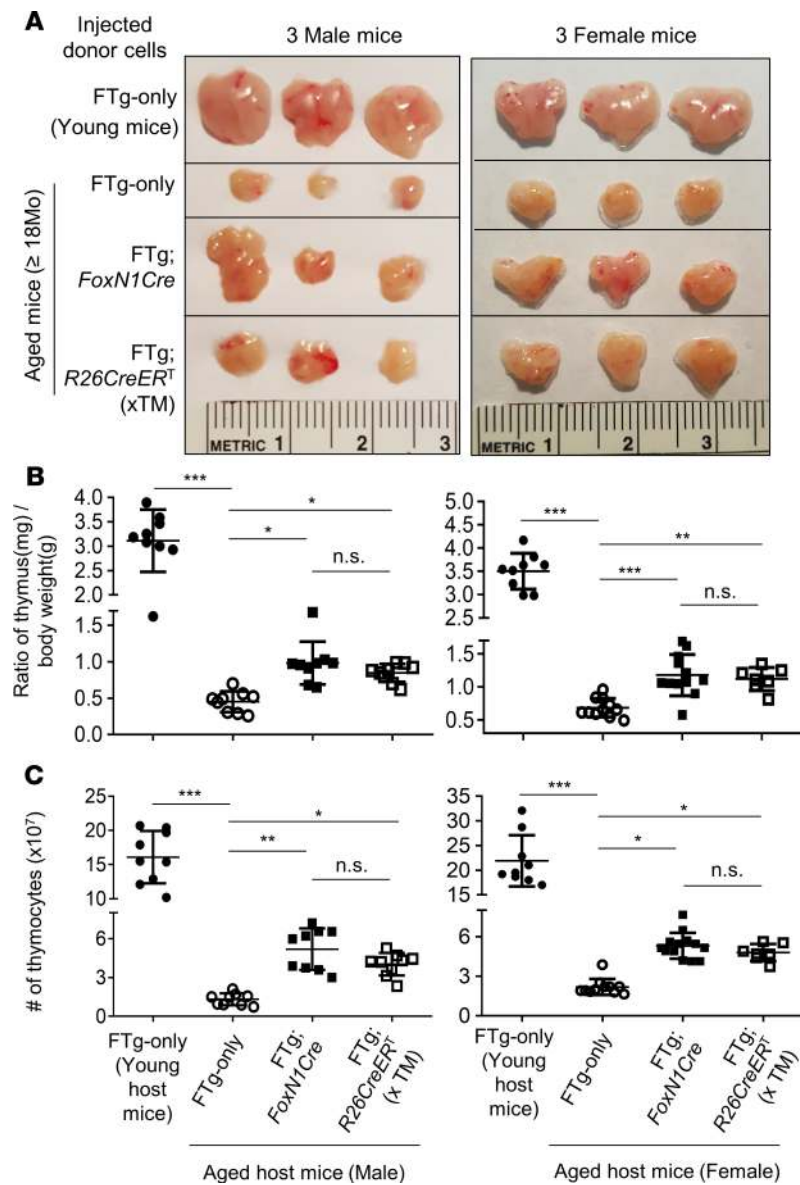 A
Injected
donor cells
3 Male mice
3 Female mice
FTg-only
(Young mice)
Aged mice (≥ 18Mo)
FTg-only
FTg;
FoxN1Cre
FTg;
R26CreERᵀ
(xTM)
METRIC 1 2 3
METRIC 1 2 3
B
Ratio of thymus(mg) /
body weight(g)
4.0
3.5
3.0
2.5
2.0
1.5
1.0
0.5
0.0
***
*
*
n.s.
5.0
4.5
4.0
3.5
3.0
2.5
1.5
1.0
0.5
***
**
***
n.s.
C
# of thymocytes (x10⁷)
25
20
15
10
6
3
0
***
*
**
n.s.
35
30
25
20
15
9
6
3
0
***
*
*
n.s.
FTg-only
(Young
host
mice)
FTg-only
FTg;
FoxN1Cre
FTg;
R26CreERᵀ
(x TM)
Aged host mice (Male)
FTg-only
(Young
host
mice)
FTg-only
FTg;
FoxN1Cre
FTg;
R26CreERᵀ
(x TM)
Aged host mice (Female)